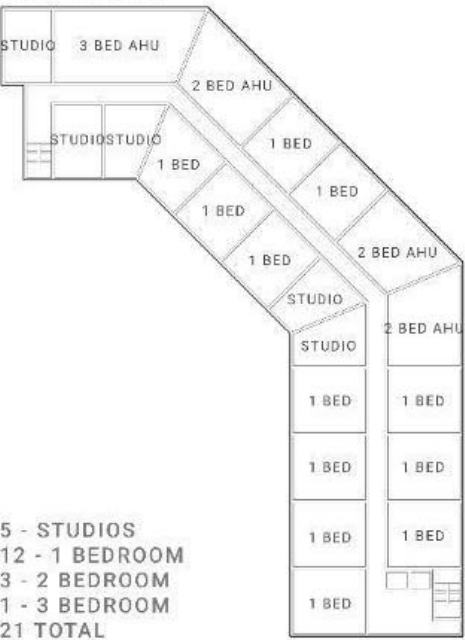 STUDIO
3 BED AHU
2 BED AHU
STUDIO
STUDIO
1 BED
1 BED
1 BED
1 BED
1 BED
2 BED AHU
1 BED
STUDIO
2 BED AHU
STUDIO
1 BED
1 BED
1 BED
1 BED
1 BED
1 BED
1 BED
5 - STUDIOS
12 - 1 BEDROOM
3 - 2 BEDROOM
1 - 3 BEDROOM
21 TOTAL